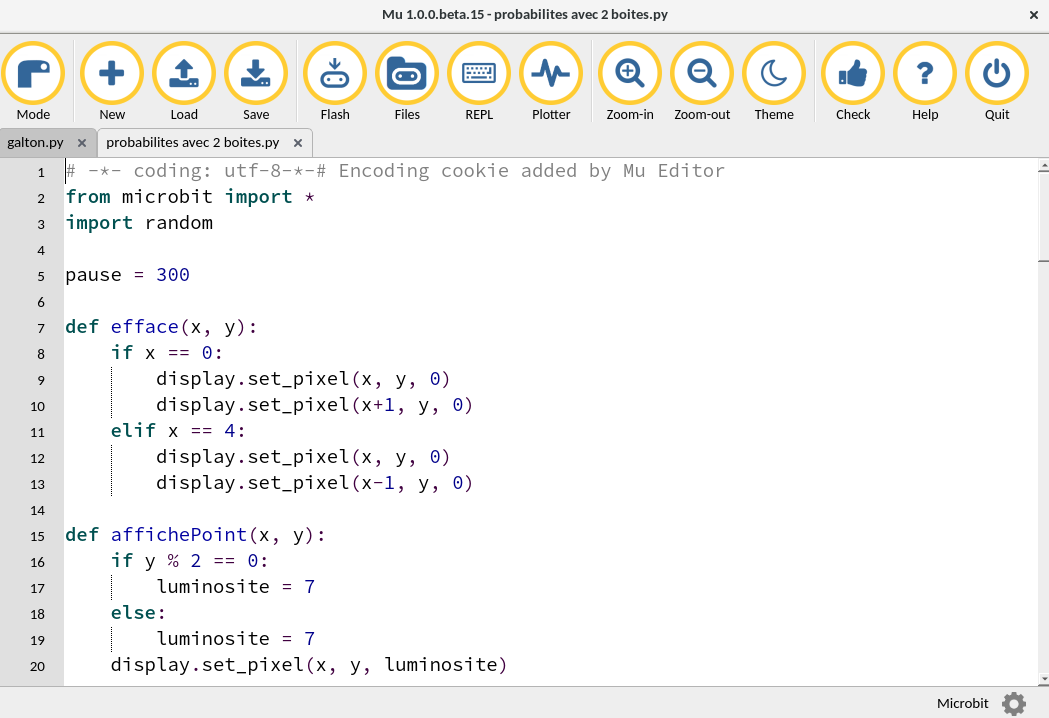 Mu 1.0.0.beta.15 - probabilites avec 2 boites.py ×
Mode New Load Save Flash Files REPL Plotter Zoom-in Zoom-out Theme Check Help Quit
galton.py × probabilites avec 2 boites.py ×
1 # -*- coding: utf-8-*-# Encoding cookie added by Mu Editor
2 from microbit import *
3 import random
4
5 pause = 300
6
7 def efface(x, y):
8     if x == 0:
9         display.set_pixel(x, y, 0)
10         display.set_pixel(x+1, y, 0)
11     elif x == 4:
12         display.set_pixel(x, y, 0)
13         display.set_pixel(x-1, y, 0)
14
15 def affichePoint(x, y):
16     if y % 2 == 0:
17         luminosite = 7
18     else:
19         luminosite = 7
20     display.set_pixel(x, y, luminosite)
Microbit